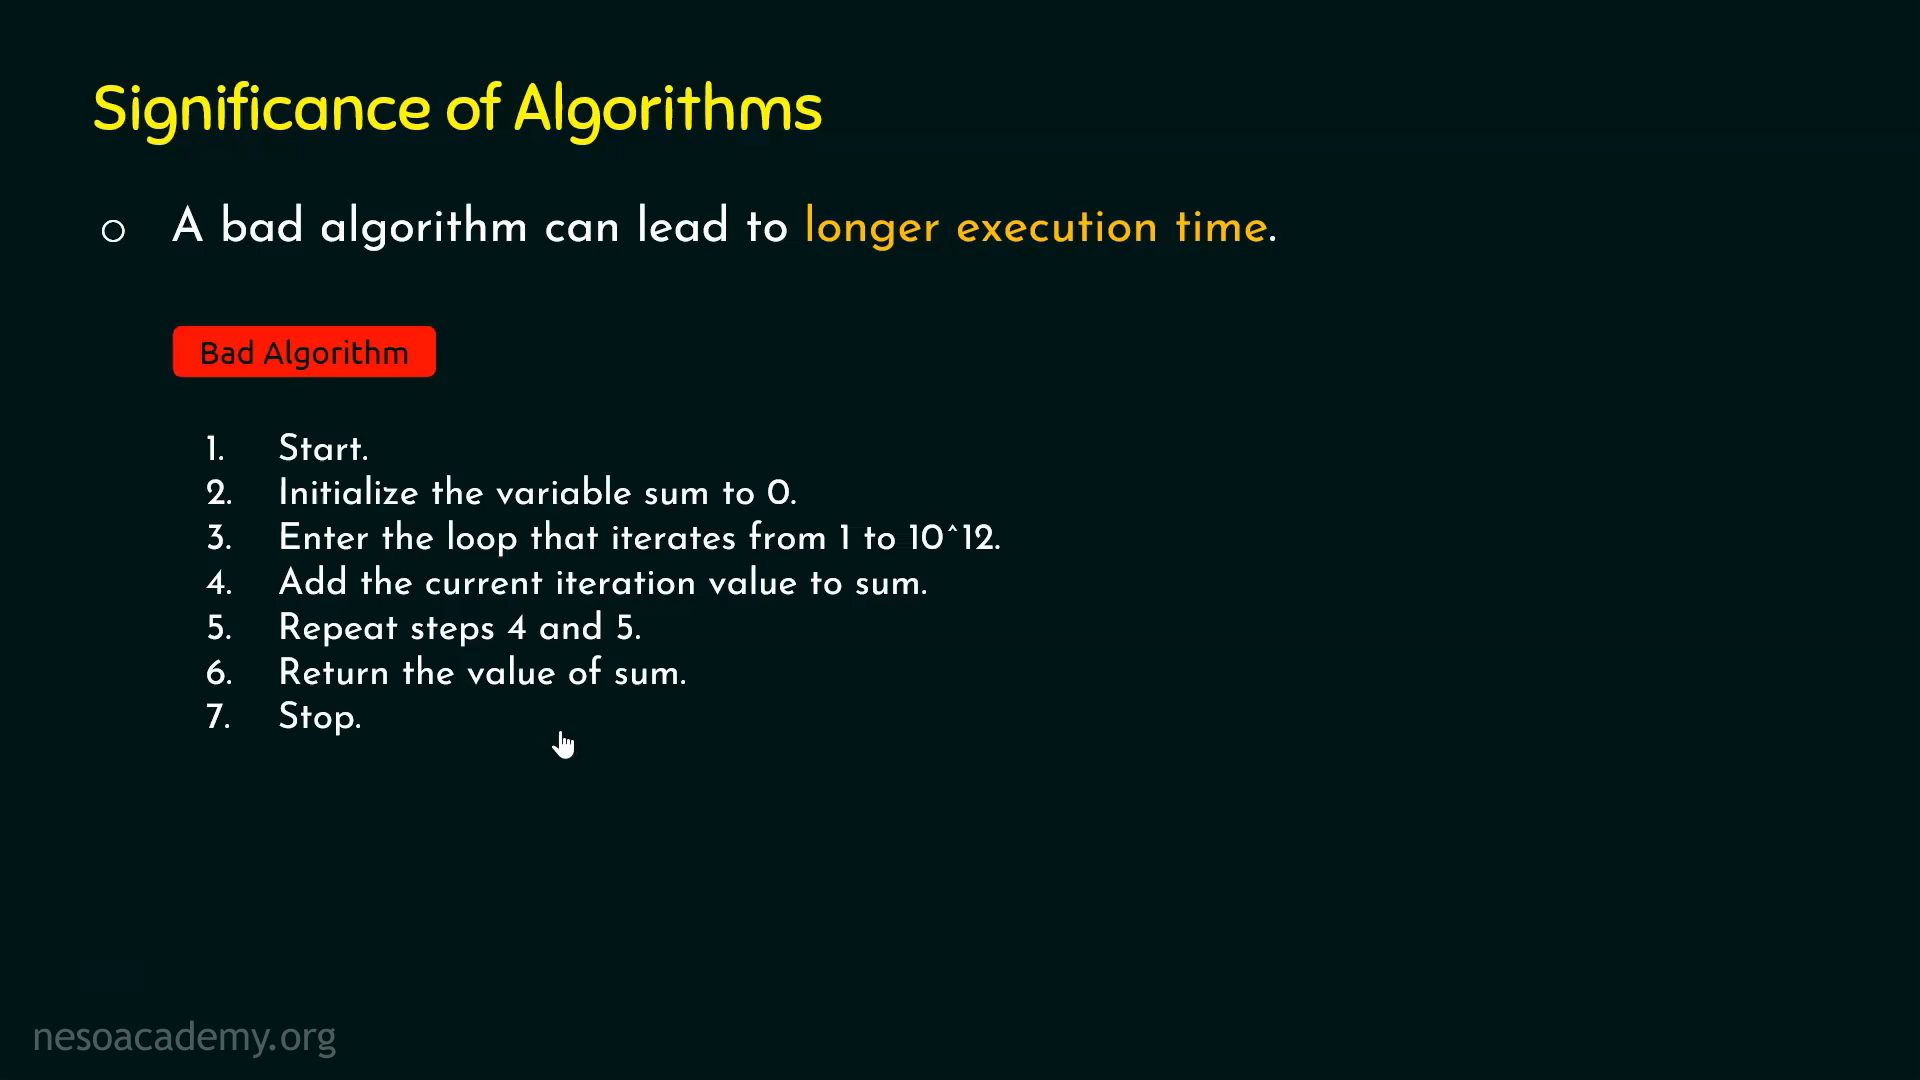 Significance of Algorithms
○ A bad algorithm can lead to longer execution time.
Bad Algorithm
1. Start.
2. Initialize the variable sum to 0.
3. Enter the loop that iterates from 1 to 10^12.
4. Add the current iteration value to sum.
5. Repeat steps 4 and 5.
6. Return the value of sum.
7. Stop.
nesoacademy.org